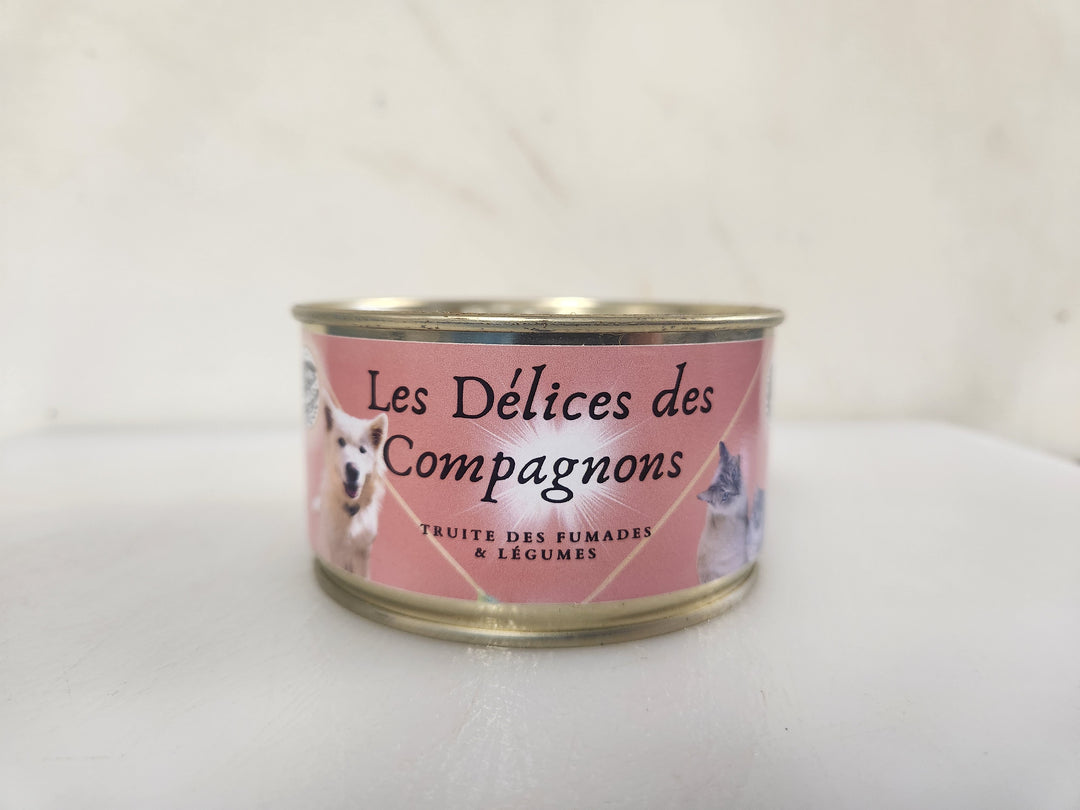 Les Délices des
Compagnons
TRUITE DES FUMADES
& LÉGUMES